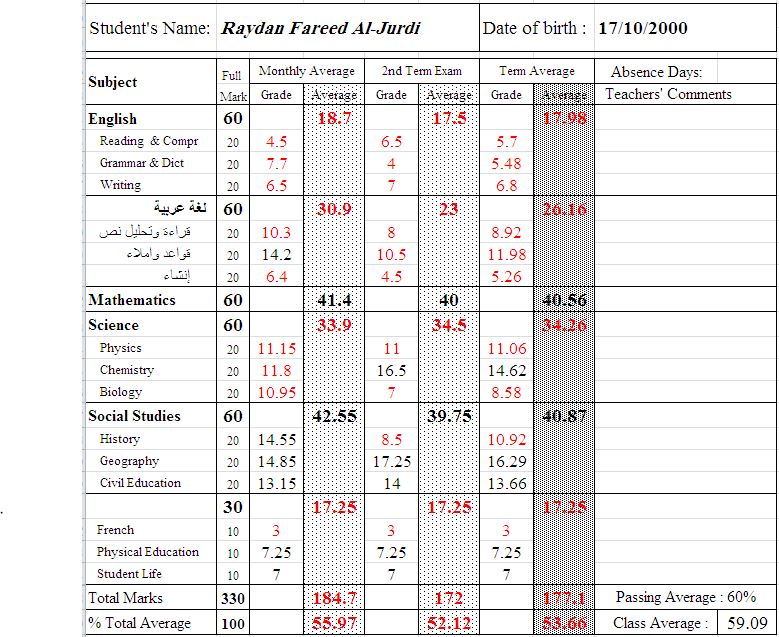 Student's Name: Raydan Fareed Al-Jurdi Date of birth : 17/10/2000
Subject Full Mark Monthly Average 2nd Term Exam Term Average Absence Days:
Grade Average Grade Average Grade Average Teachers' Comments
English 60 18.7 17.5 17.98
Reading & Compr 20 4.5 6.5 5.7
Grammar & Dict 20 7.7 4 5.48
Writing 20 6.5 7 6.8
لغة عربية 60 30.9 23 26.16
قراءة وتحليل نص 20 10.3 8 8.92
قواعد واملاء 20 14.2 10.5 11.98
إنشاء 20 6.4 4.5 5.26
Mathematics 60 41.4 40 40.56
Science 60 33.9 34.5 34.26
Physics 20 11.15 11 11.06
Chemistry 20 11.8 16.5 14.62
Biology 20 10.95 7 8.58
Social Studies 60 42.55 39.75 40.87
History 20 14.55 8.5 10.92
Geography 20 14.85 17.25 16.29
Civil Education 20 13.15 14 13.66
30 17.25 17.25 17.25
French 10 3 3 3
Physical Education 10 7.25 7.25 7.25
Student Life 10 7 7 7
Total Marks 330 184.7 172 177.1 Passing Average : 60%
% Total Average 100 55.97 52.12 53.66 Class Average : 59.09